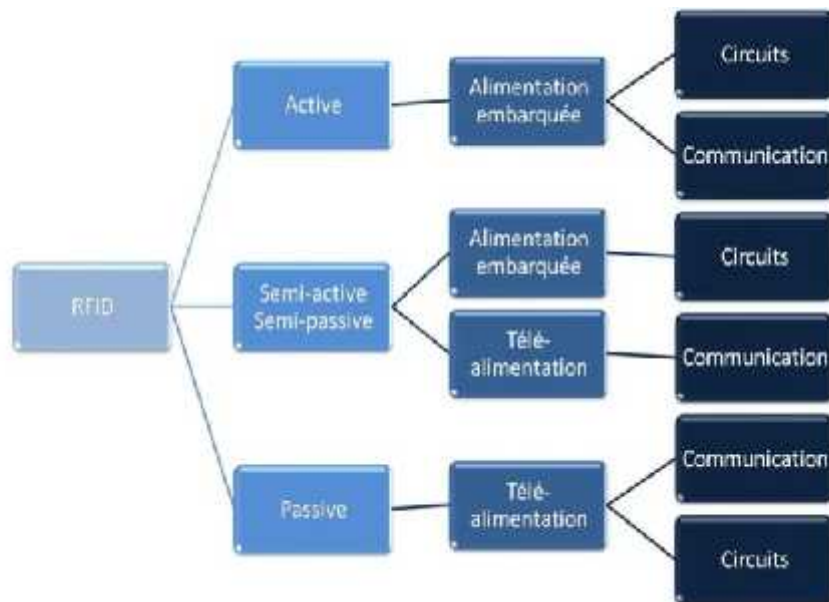 RFID
Active
Alimentation
embarquée
Circuits
Communication
Semi-active
Semi-passive
Alimentation
embarquée
Circuits
Télé-
alimentation
Communication
Passive
Télé-
alimentation
Communication
Circuits